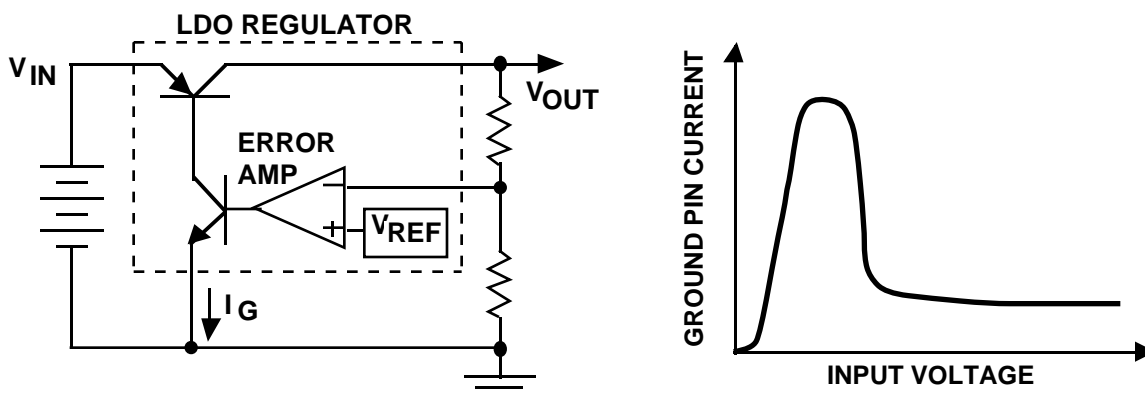 LDO REGULATOR
VIN
VOUT
ERROR
AMP
VREF
IG
GROUND PIN CURRENT
INPUT VOLTAGE